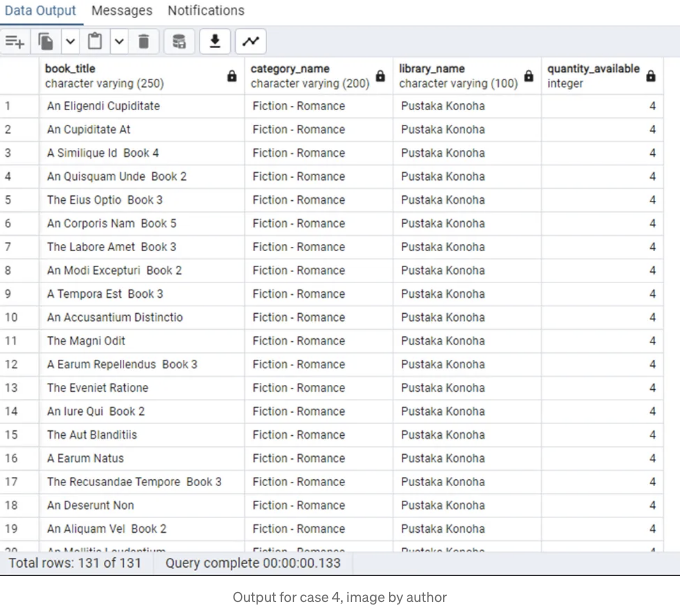 Data Output Messages Notifications
book_title category_name library_name quantity_available
character varying (250) character varying (200) character varying (100) integer
1 An Eligendi Cupiditate Fiction - Romance Pustaka Konoha 4
2 An Cupiditate At Fiction - Romance Pustaka Konoha 4
3 A Similique Id Book 4 Fiction - Romance Pustaka Konoha 4
4 An Quisquam Unde Book 2 Fiction - Romance Pustaka Konoha 4
5 The Eius Optio Book 3 Fiction - Romance Pustaka Konoha 4
6 An Corporis Nam Book 5 Fiction - Romance Pustaka Konoha 4
7 The Labore Amet Book 3 Fiction - Romance Pustaka Konoha 4
8 An Modi Excepturi Book 2 Fiction - Romance Pustaka Konoha 4
9 A Tempora Est Book 3 Fiction - Romance Pustaka Konoha 4
10 An Accusantium Distinctio Fiction - Romance Pustaka Konoha 4
11 The Magni Odit Fiction - Romance Pustaka Konoha 4
12 A Earum Repellendus Book 3 Fiction - Romance Pustaka Konoha 4
13 The Eveniet Ratione Fiction - Romance Pustaka Konoha 4
14 An Iure Qui Book 2 Fiction - Romance Pustaka Konoha 4
15 The Aut Blanditiis Fiction - Romance Pustaka Konoha 4
16 A Earum Natus Fiction - Romance Pustaka Konoha 4
17 The Recusandae Tempore Book 3 Fiction - Romance Pustaka Konoha 4
18 An Deserunt Non Fiction - Romance Pustaka Konoha 4
19 An Aliquam Vel Book 2 Fiction - Romance Pustaka Konoha 4
Total rows: 131 of 131 Query complete 00:00:00.133
Output for case 4, image by author